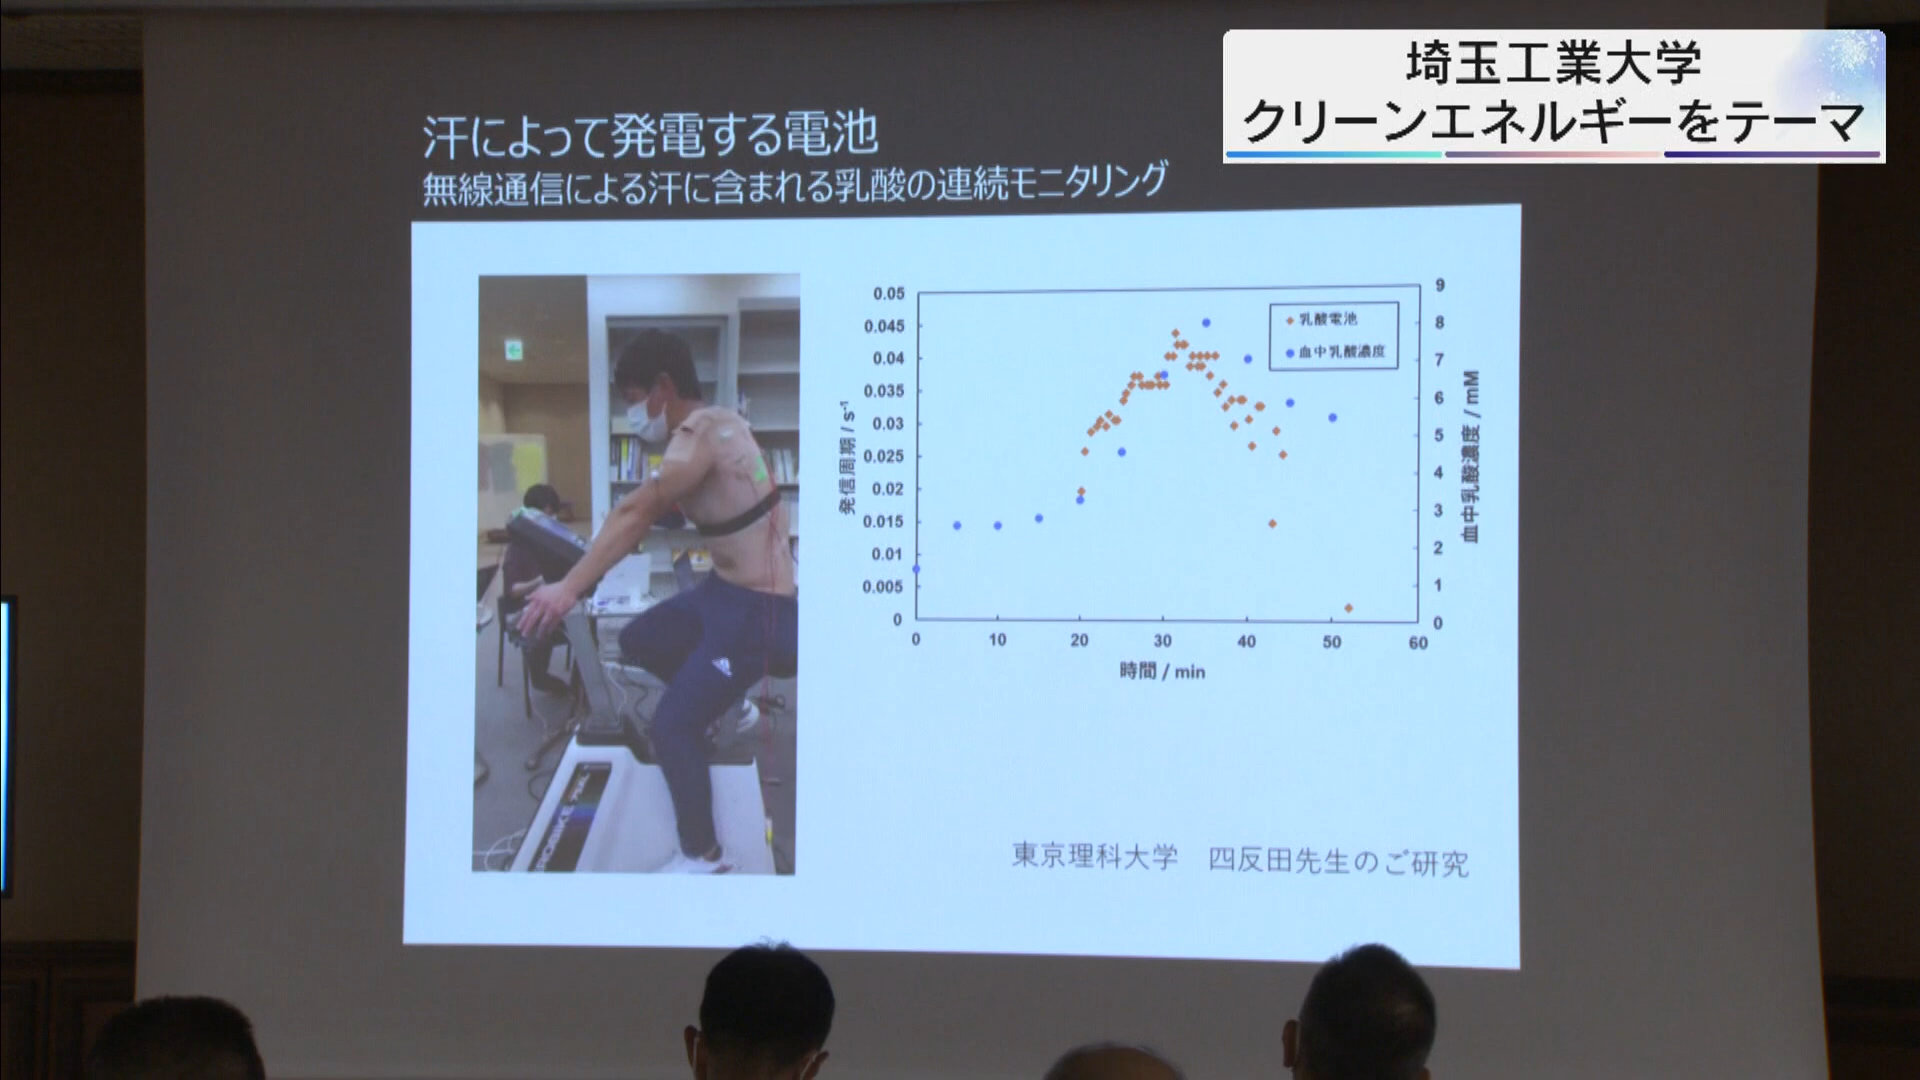 埼玉工業大学
クリーンエネルギーをテーマ
汗によって発電する電池
無線通信による汗に含まれる乳酸の連続モニタリング
0.05
0.045
0.04
0.035
0.03
0.025
0.02
0.015
0.01
0.005
0
発信周期 / s⁻¹
乳酸電池
血中乳酸濃度
9
8
7
6
5
4
3
2
1
0
血中乳酸濃度 / mM
0 10 20 30 40 50 60
時間 / min
東京理科大学 四反田先生のご研究